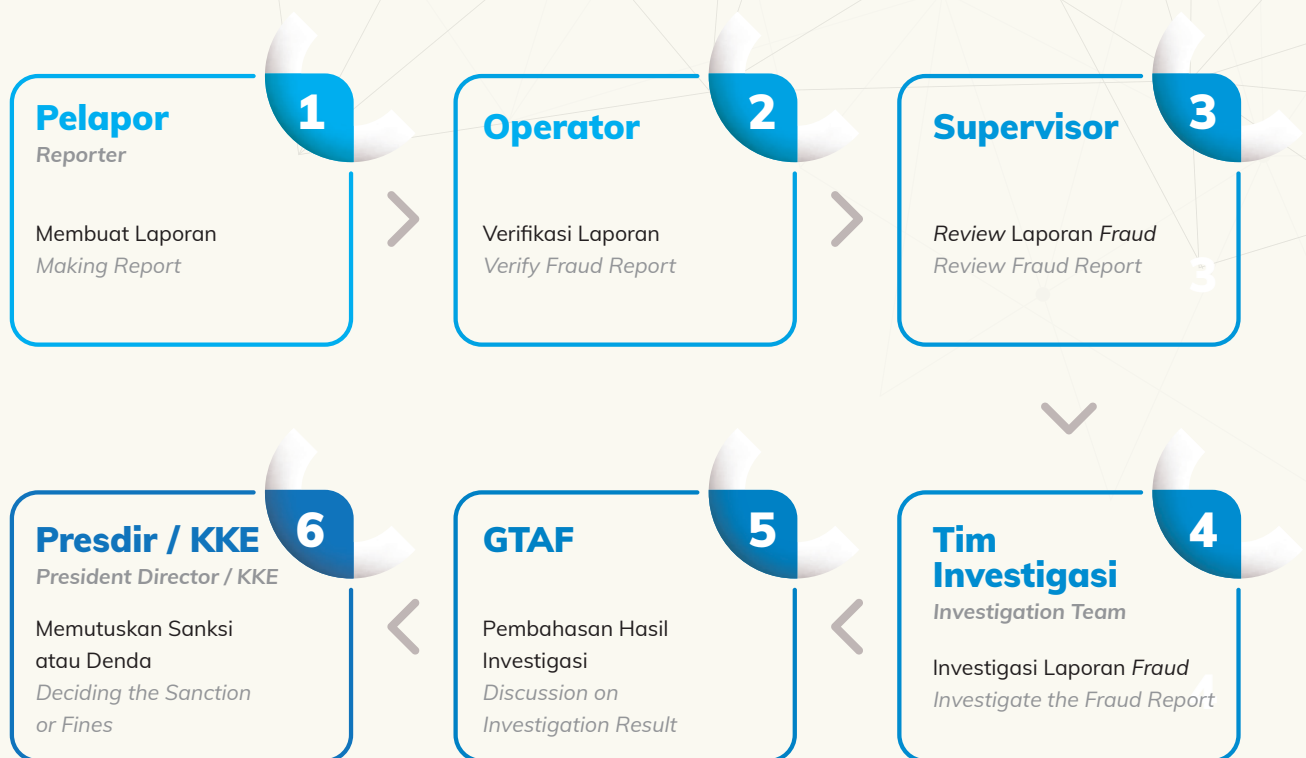 1
Pelapor
Reporter
Membuat Laporan
Making Report
2
Operator
Verifikasi Laporan
Verify Fraud Report
3
Supervisor
Review Laporan Fraud
Review Fraud Report
3
4
Tim
Investigasi
Investigation Team
Investigasi Laporan Fraud
Investigate the Fraud Report
4
5
GTAF
Pembahasan Hasil
Investigasi
Discussion on
Investigation Result
6
Presdir / KKE
President Director / KKE
Memutuskan Sanksi
atau Denda
Deciding the Sanction
or Fines